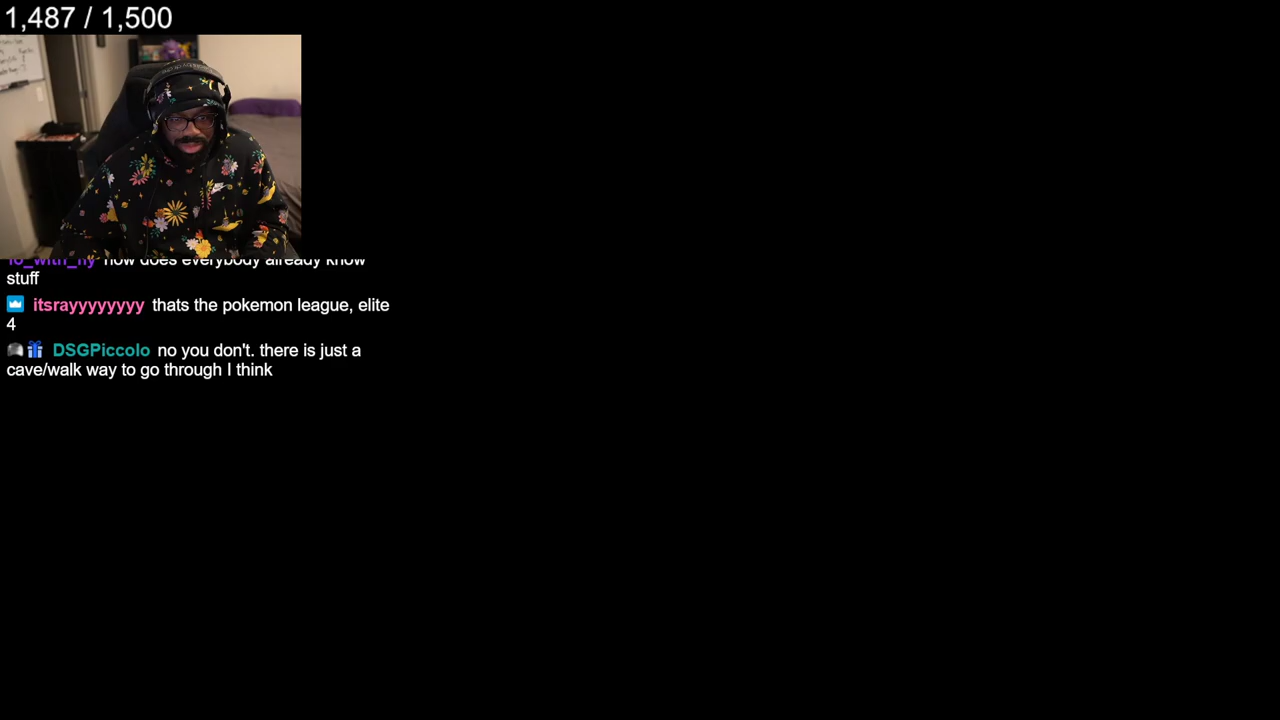 1,487 / 1,500
how does everybody already know
stuff
itsrayyyyyyyy thats the pokemon league, elite
4
DSGPiccolo no you don't. there is just a
cave/walk way to go through I think